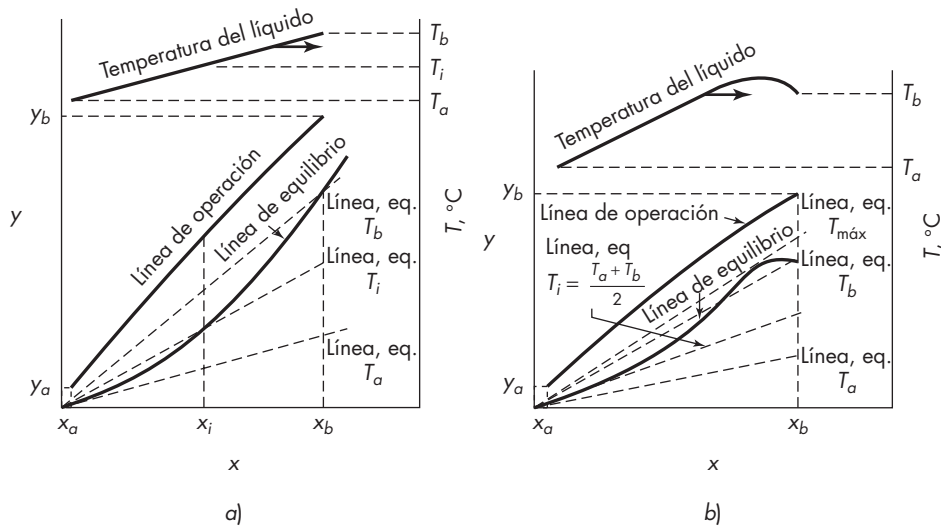 Temperatura del líquido
T_b
T_i
T_a
y_b
Línea de operación
Línea de equilibrio
Línea, eq.
T_b
Línea, eq.
T_i
Línea, eq.
T_a
y
T, °C
y_a
x_a
x_i
x_b
x
a)
Temperatura del líquido
T_b
T_a
y_b
Línea de operación
Línea, eq
T_i = (T_a + T_b)/2
Línea de equilibrio
Línea, eq.
T_máx
Línea, eq.
T_b
Línea, eq.
T_a
y
T, °C
y_a
x_a
x_b
x
b)